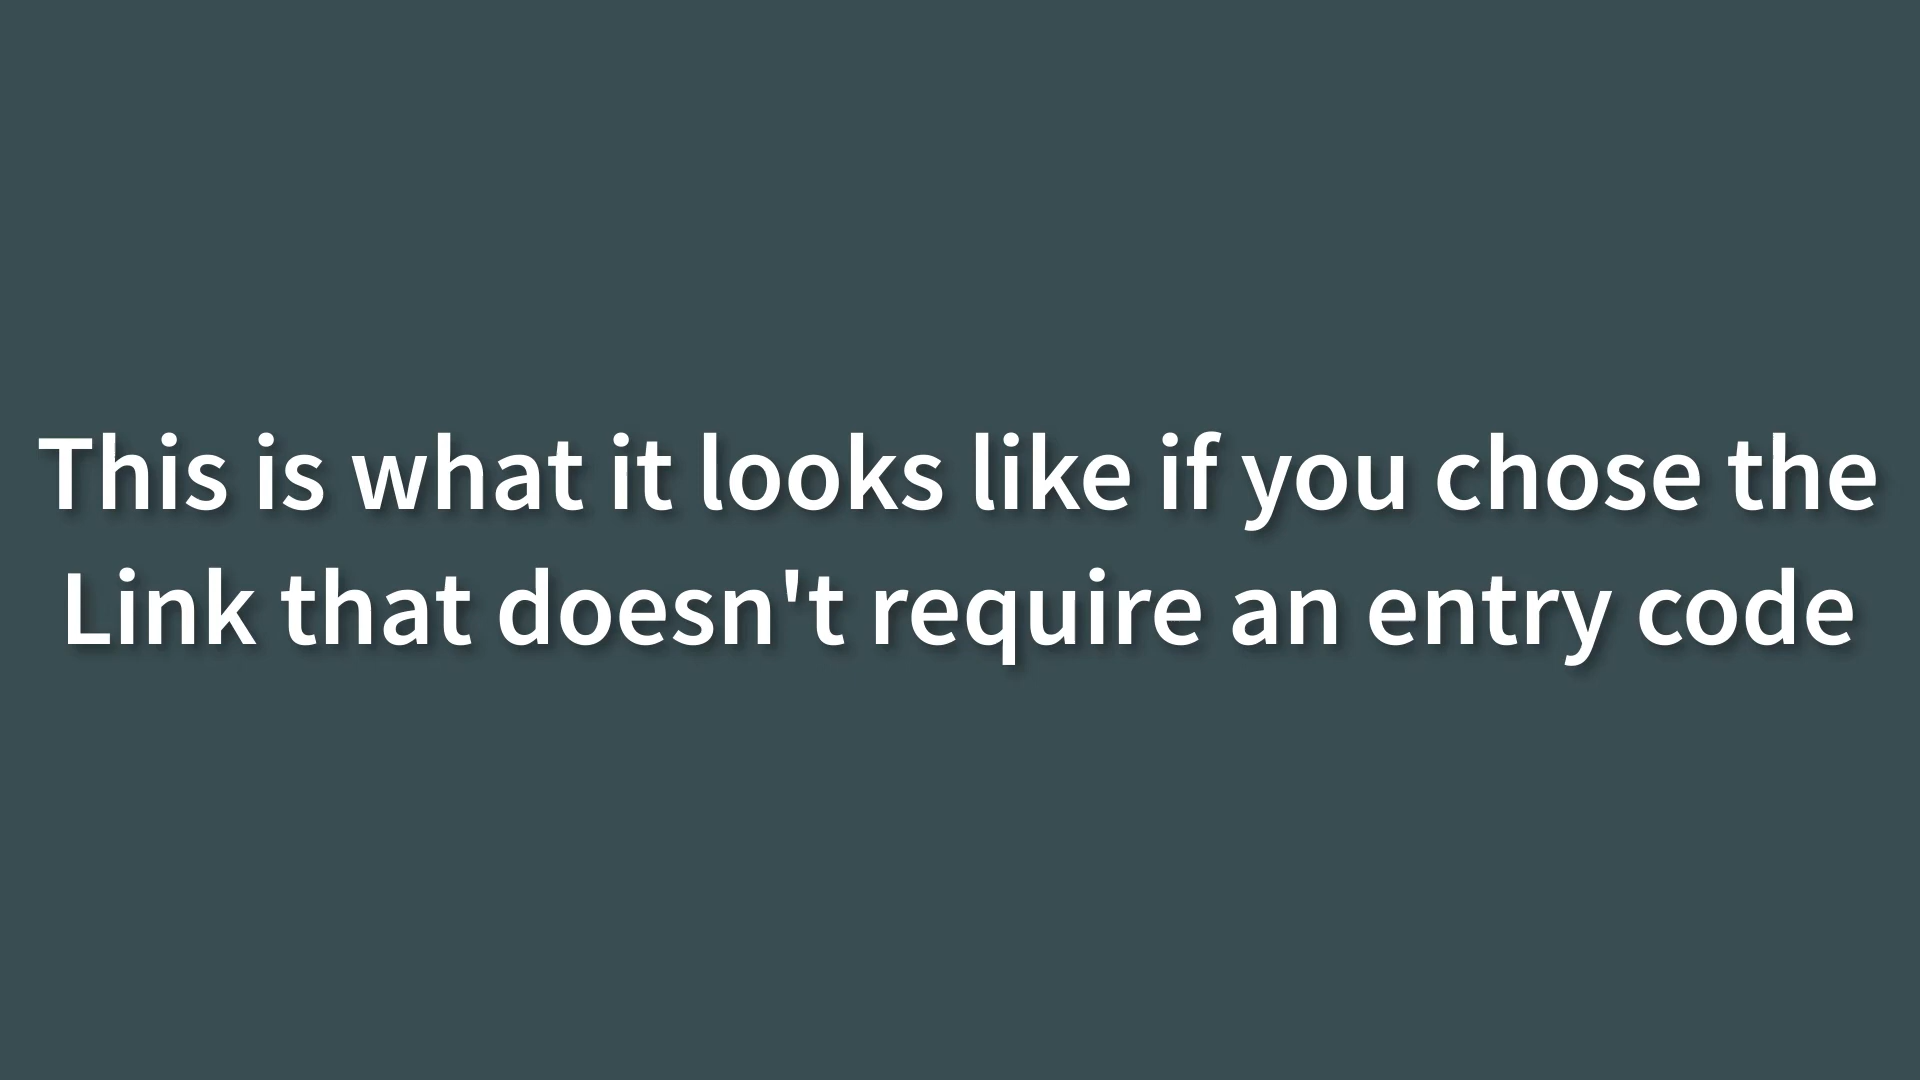 This is what it looks like if you chose the
Link that doesn't require an entry code